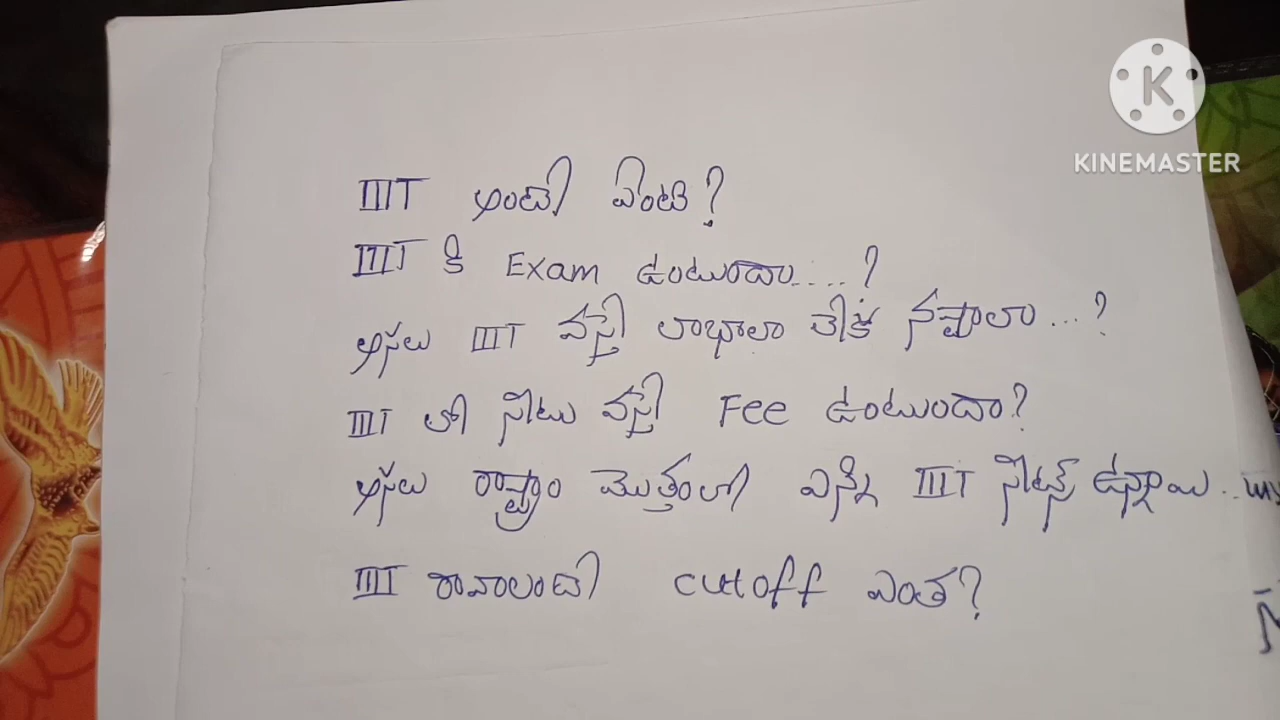 KINEMASTER
IIIT అంటే ఏంటి?
IIIT కి Exam ఉంటుందా....?
అసలు IIIT వస్తే లాభాలా లేక నష్టాలా...?
IIIT లో సీటు వస్తే Fee ఉంటుందా?
అసలు రాష్ట్రం మొత్తంలో ఎన్ని IIIT సీట్స్ ఉన్నాయి..
IIIT రావాలంటే cutoff ఎంత?